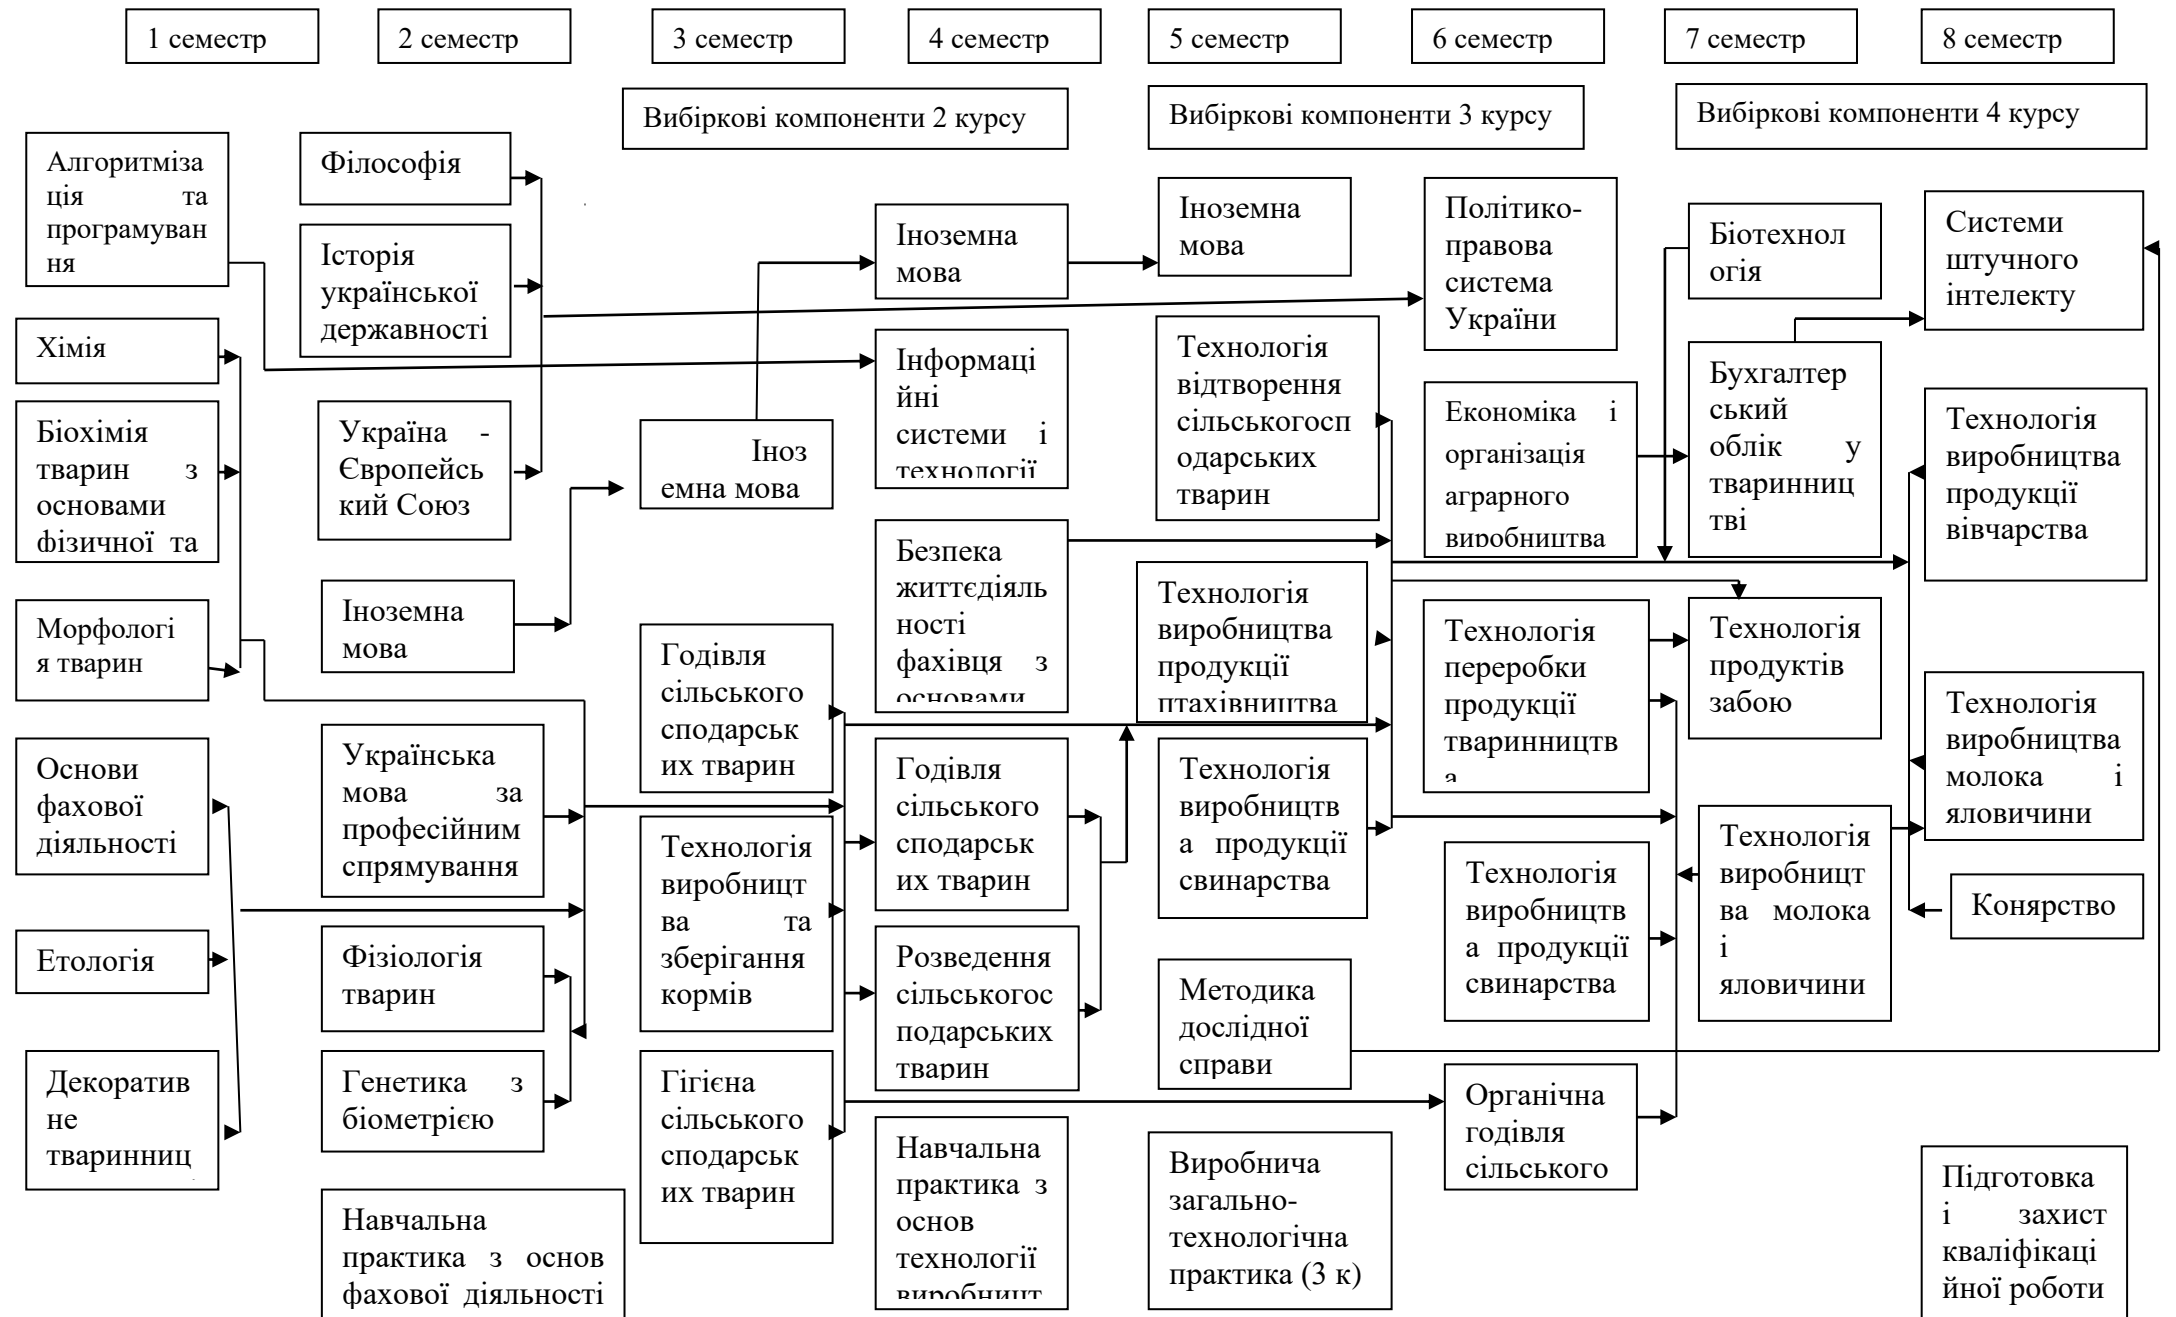 1 семестр
2 семестр
3 семестр
4 семестр
5 семестр
6 семестр
7 семестр
8 семестр
Вибіркові компоненти 2 курсу
Вибіркові компоненти 3 курсу
Вибіркові компоненти 4 курсу
Алгоритміза
ція та
програмуван
ня
Хімія
Біохімія
тварин з
основами
фізичної та
Морфологі
я тварин
Основи
фахової
діяльності
Етологія
Декоратив
не
тваринниц
Філософія
Історія
української
державності
Україна -
Європейсь
кий Союз
Іноземна
мова
Українська
мова за
професійним
спрямування
Фізіологія
тварин
Генетика з
біометрією
Навчальна
практика з основ
фахової діяльності
Іноз
емна мова
Годівля
сільського
сподарськ
их тварин
Технологія
виробницт
ва та
зберігання
кормів
Гігієна
сільського
сподарськ
их тварин
Іноземна
мова
Інформаці
йні
системи і
технології
Безпека
життєдіяль
ності
фахівця з
основами
Годівля
сільського
сподарськ
их тварин
Розведення
сільськогос
подарських
тварин
Навчальна
практика з
основ
технології
виробницт
Іноземна
мова
Технологія
відтворення
сільськогосп
одарських
тварин
Технологія
виробництва
продукції
птахівництва
Технологія
виробництв
а продукції
свинарства
Методика
дослідної
справи
Виробнича
загально-
технологічна
практика (3 к)
Політико-
правова
система
України
Економіка і
організація
аграрного
виробництва
Технологія
переробки
продукції
тваринництв
а
Технологія
виробництв
а продукції
свинарства
Органічна
годівля
сільського
Біотехнол
огія
Бухгалтер
ський
облік у
тваринниц
тві
Технологія
продуктів
забою
Технологія
виробницт
ва молока
і
яловичини
Системи
штучного
інтелекту
Технологія
виробництва
продукції
вівчарства
Технологія
виробництва
молока і
яловичини
Конярство
Підготовка
і захист
кваліфікаці
йної роботи